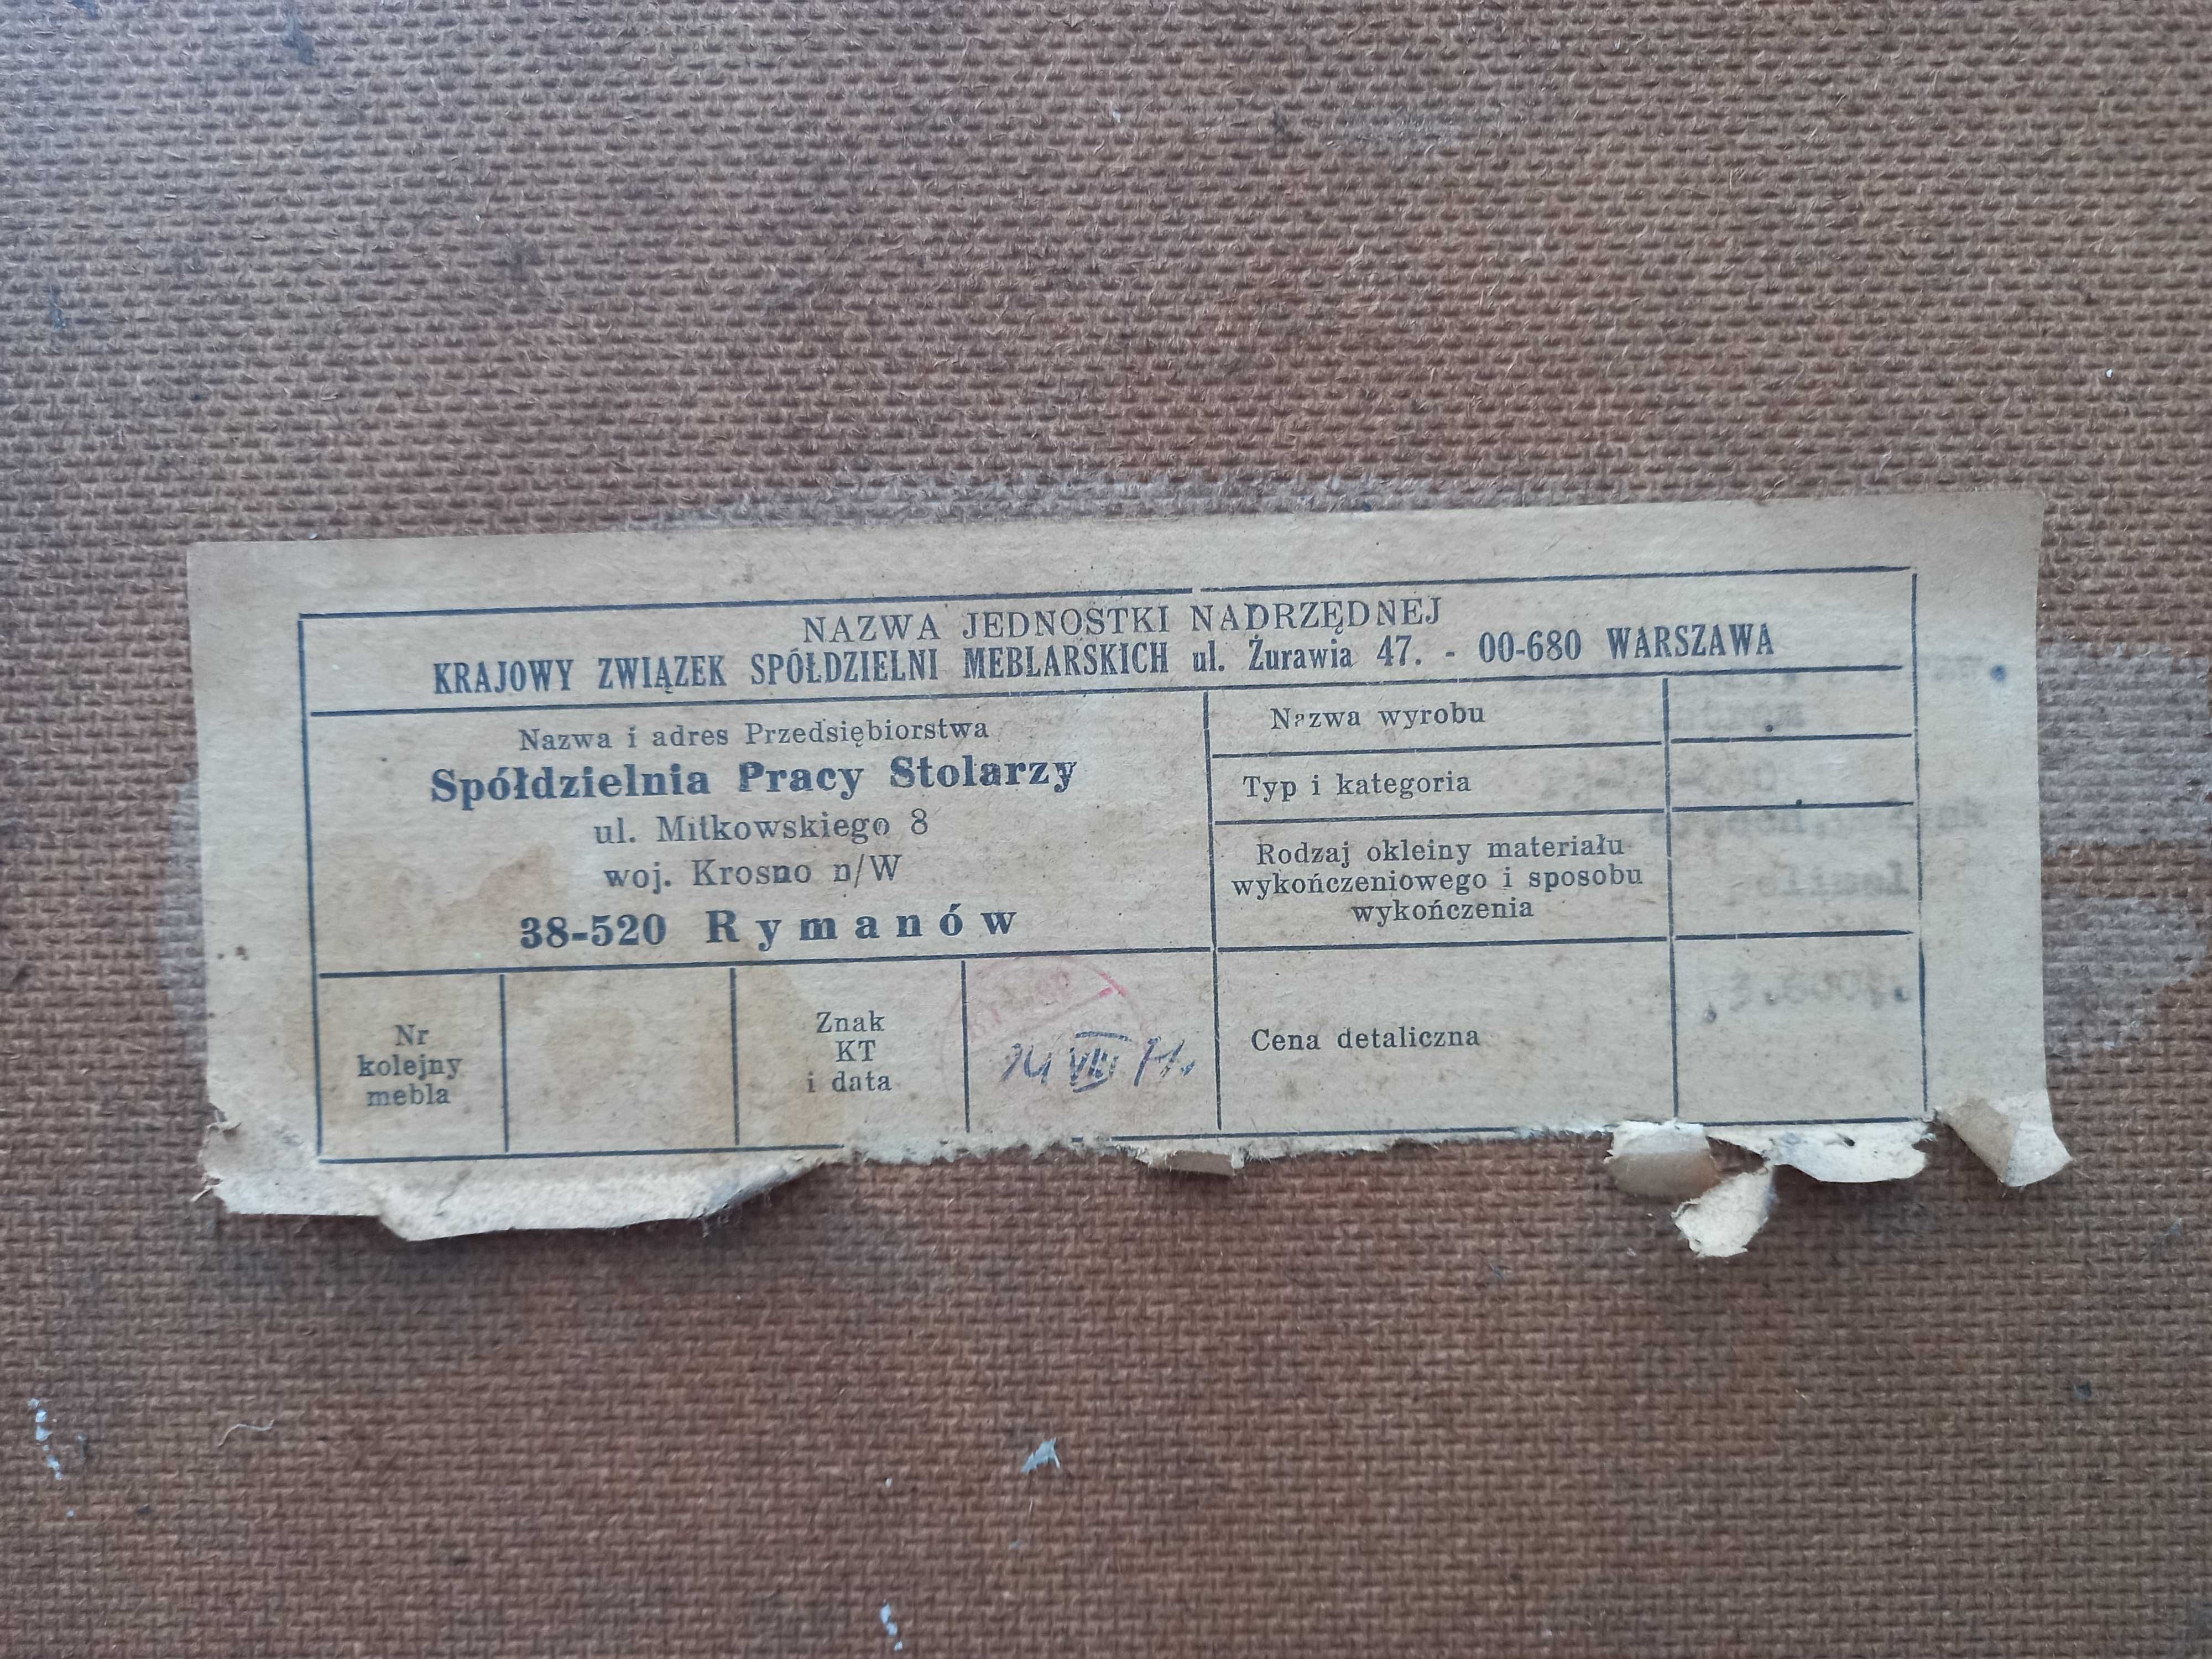 NAZWA JEDNOSTKI NADRZĘDNEJ
KRAJOWY ZWIĄZEK SPÓŁDZIELNI MEBLARSKICH ul. Żurawia 47. - 00-680 WARSZAWA
Nazwa i adres Przedsiębiorstwa
Spółdzielnia Pracy Stolarzy
ul. Mitkowskiego 8
woj. Krosno n/W
38-520 Rymanów
Nazwa wyrobu
Typ i kategoria
Rodzaj okleiny materiału
wykończeniowego i sposobu
wykończenia
Nr
kolejny
mebla
Znak
KT
i data
VIII
Cena detaliczna